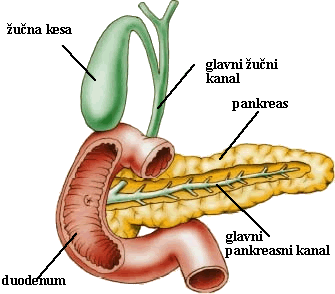 žučna kesa
glavni žučni
kanal
pankreas
glavni
pankreasni kanal
duodenum